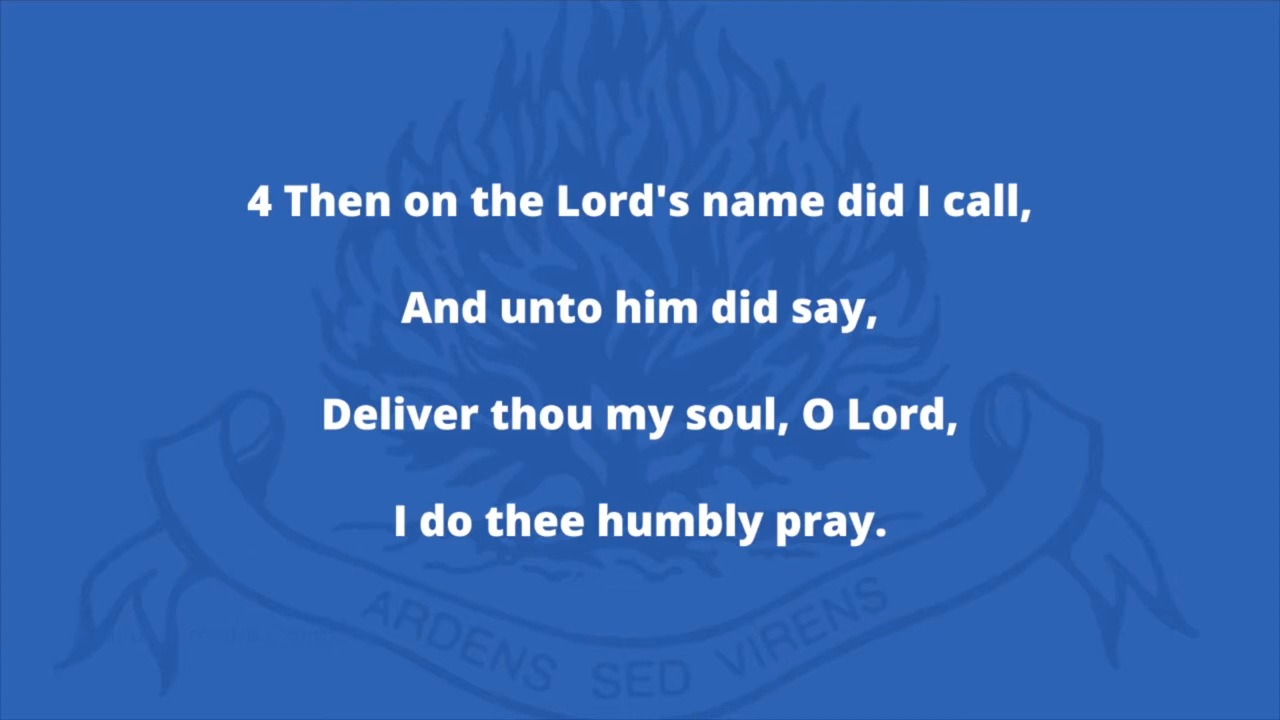 4 Then on the Lord's name did I call,
And unto him did say,
Deliver thou my soul, O Lord,
I do thee humbly pray.
ARDENS SED VIRENS